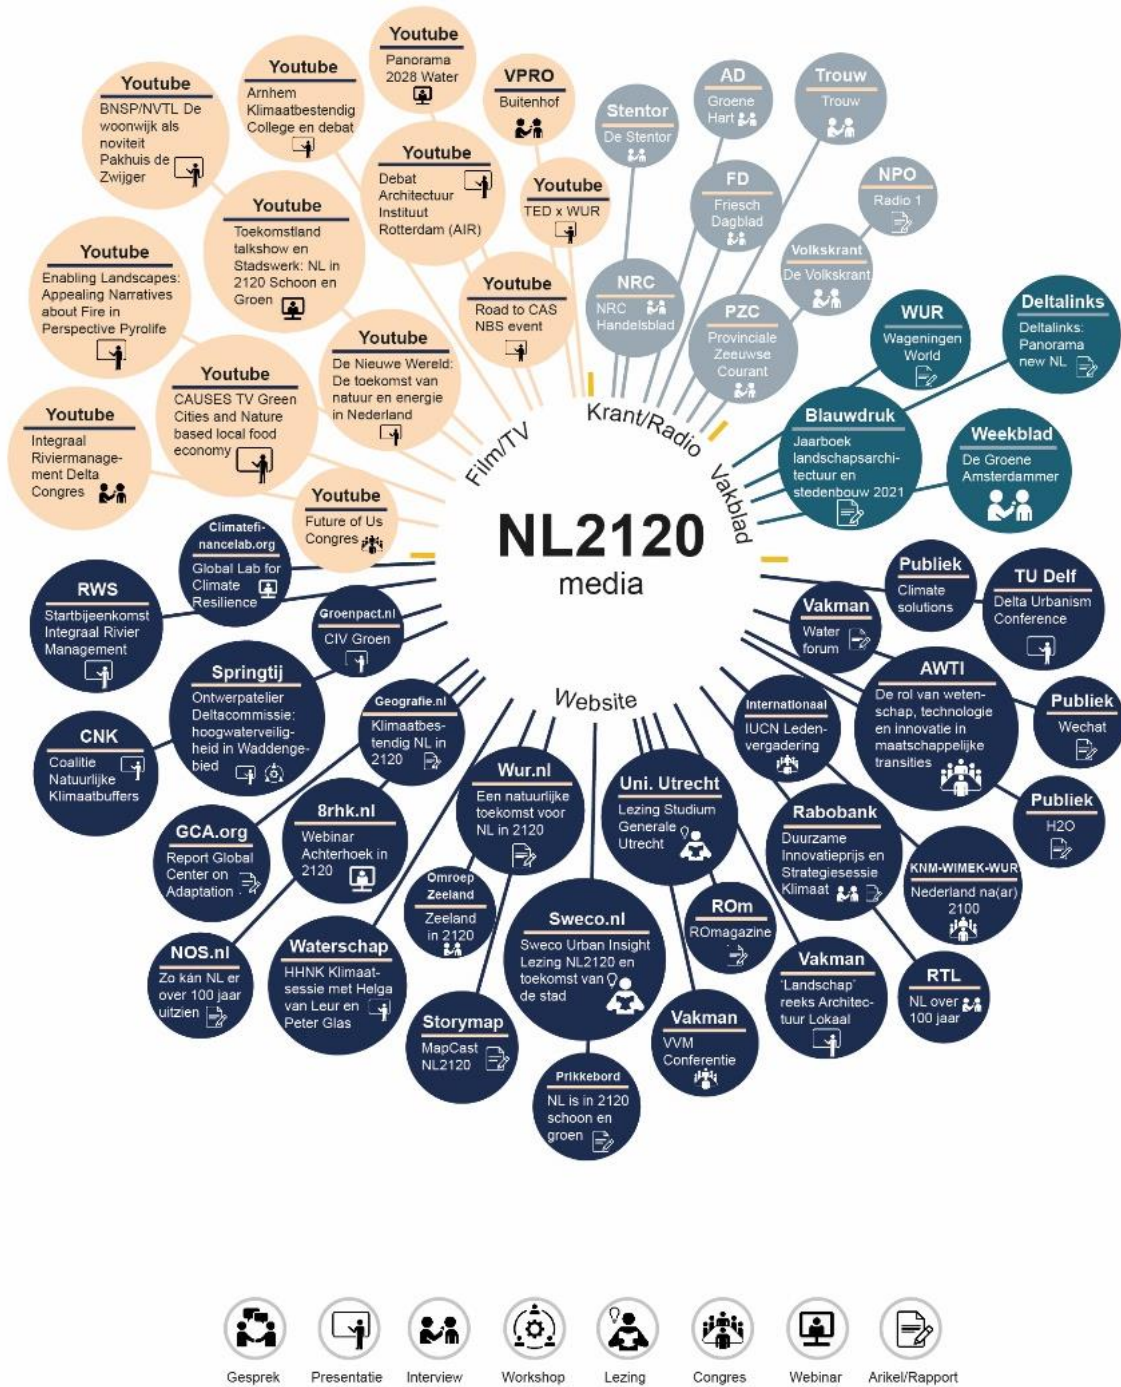 Youtube
Panorama
2028 Water
Youtube
Arnhem
Klimaatbestendig
College en debat
Youtube
BNSP/NVTL De
woonwijk als
noviteit
Pakhuis de
Zwijger
VPRO
Buitenhof
Youtube
Debat
Architectuur
Instituut
Rotterdam (AIR)
Youtube
TED x WUR
Youtube
Toekomstland
talkshow en
Stadswerk: NL in
2120 Schoon en
Groen
Youtube
Enabling Landscapes:
Appealing Narratives
about Fire in
Perspective Pyrolife
Youtube
Road to CAS
NBS event
Youtube
De Nieuwe Wereld:
De toekomst van
natuur en energie
in Nederland
Youtube
CAUSES TV Green
Cities and Nature
based local food
economy
Youtube
Integraal
Riviermanage-
ment Delta
Congres
Youtube
Future of Us
Congres
Stentor
De Stentor
AD
Groene
Hart
Trouw
Trouw
FD
Friesch
Dagblad
NPO
Radio 1
Volkskrant
De Volkskrant
NRC
NRC
Handelsblad
PZC
Provinciale
Zeeuwse
Courant
WUR
Wageningen
World
Deltalinks
Deltalinks:
Panorama
new NL
Blauwdruk
Jaarboek
landschapsarchi-
tectuur en
stedenbouw 2021
Weekblad
De Groene
Amsterdammer
Film/TV
Krant/Radio
Vakblad
NL2120
media
Website
Climatefi-
nancelab.org
Global Lab for
Climate
Resilience
RWS
Startbijeenkomst
Integraal Rivier
Management
Groenpact.nl
CIV Groen
Springtij
Ontwerpatelier
Deltacommissie:
hoogwaterveilig-
heid in Waddenge-
bied
CNK
Coalitie
Natuurlijke
Klimaatbuffers
Geografie.nl
Klimaatbes-
tendig NL in
2120
GCA.org
Report Global
Center on
Adaptation
8rhk.nl
Webinar
Achterhoek in
2120
Wur.nl
Een natuurlijke
toekomst voor
NL in 2120
Omroep
Zeeland
Zeeland
in 2120
NOS.nl
Zo kán NL er
over 100 jaar
uitzien
Waterschap
HHNK Klimaat-
sessie met Helga
van Leur en
Peter Glas
Storymap
MapCast
NL2120
Sweco.nl
Sweco Urban Insight
Lezing NL2120 en
toekomst van
de stad
Prikkebord
NL is in 2120
schoon en
groen
Uni. Utrecht
Lezing Studium
Generale
Utrecht
ROm
ROmagazine
Vakman
VVM
Conferentie
Internationaal
IUCN Leden-
vergadering
Rabobank
Duurzame
Innovatieprijs en
Strategiesessie
Klimaat
Vakman
'Landschap'
reeks Architec-
tuur Lokaal
Vakman
Water
forum
Publiek
Climate
solutions
TU Delf
Delta Urbanism
Conference
AWTI
De rol van weten-
schap, technologie
en innovatie in
maatschappelijke
transities
Publiek
Wechat
Publiek
H2O
KNM-WIMEK-WUR
Nederland na(ar)
2100
RTL
NL over
100 jaar
Gesprek
Presentatie
Interview
Workshop
Lezing
Congres
Webinar
Arikel/Rapport